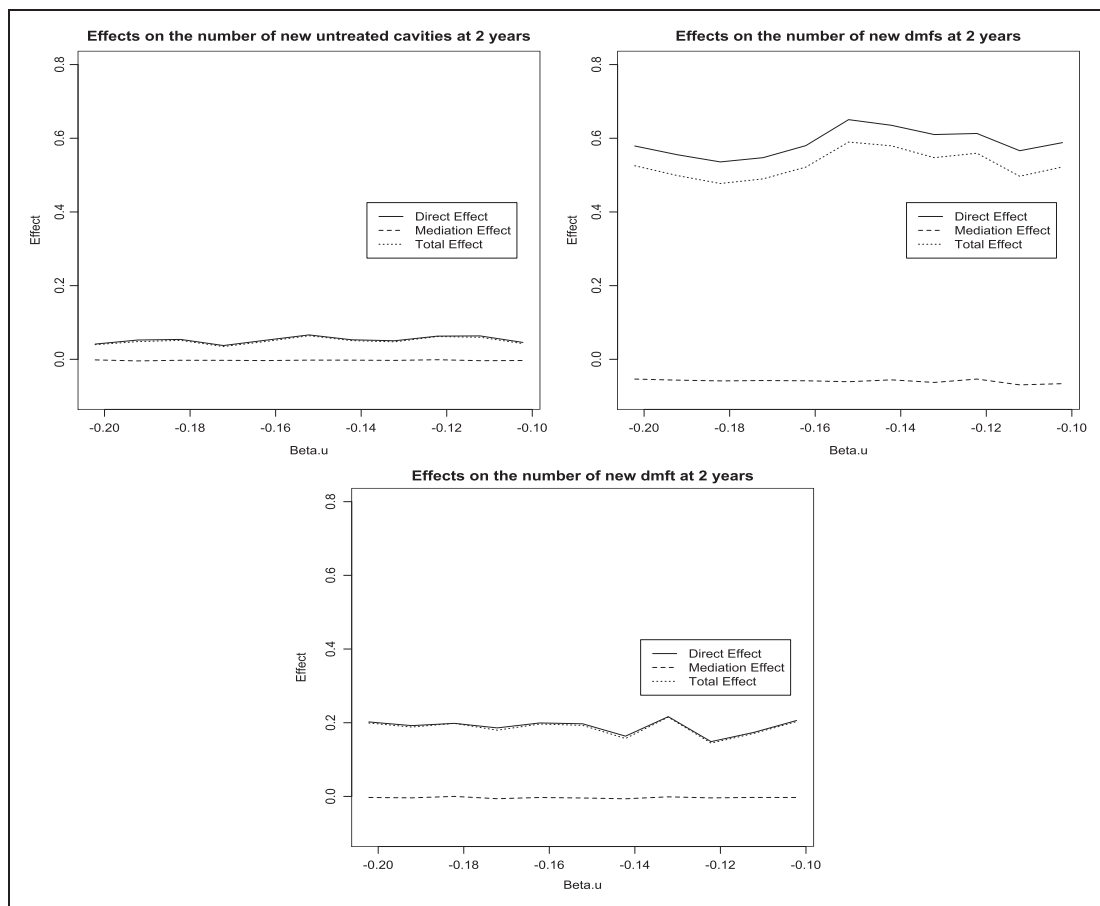 Effects on the number of new untreated cavities at 2 years
Effect
0.8
0.6
0.4
0.2
0.0
Direct Effect
Mediation Effect
Total Effect
-0.20
-0.18
-0.16
-0.14
-0.12
-0.10
Beta.u
Effects on the number of new dmfs at 2 years
Effect
0.8
0.6
0.4
0.2
0.0
Direct Effect
Mediation Effect
Total Effect
-0.20
-0.18
-0.16
-0.14
-0.12
-0.10
Beta.u
Effects on the number of new dmft at 2 years
Effect
0.8
0.6
0.4
0.2
0.0
Direct Effect
Mediation Effect
Total Effect
-0.20
-0.18
-0.16
-0.14
-0.12
-0.10
Beta.u